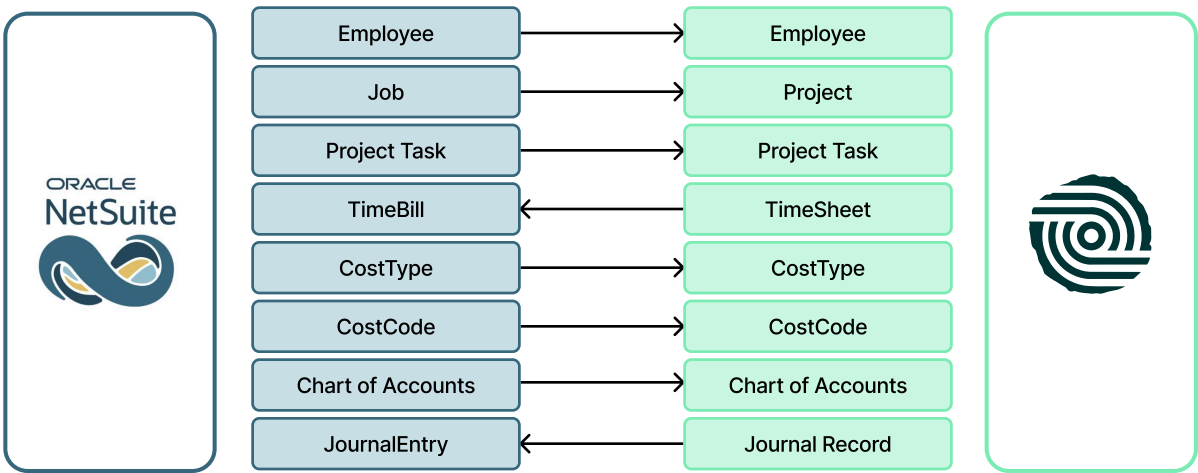 Employee
Employee
Job
Project
Project Task
Project Task
ORACLE
NetSuite
TimeBill
TimeSheet
CostType
CostType
CostCode
CostCode
Chart of Accounts
Chart of Accounts
JournalEntry
Journal Record